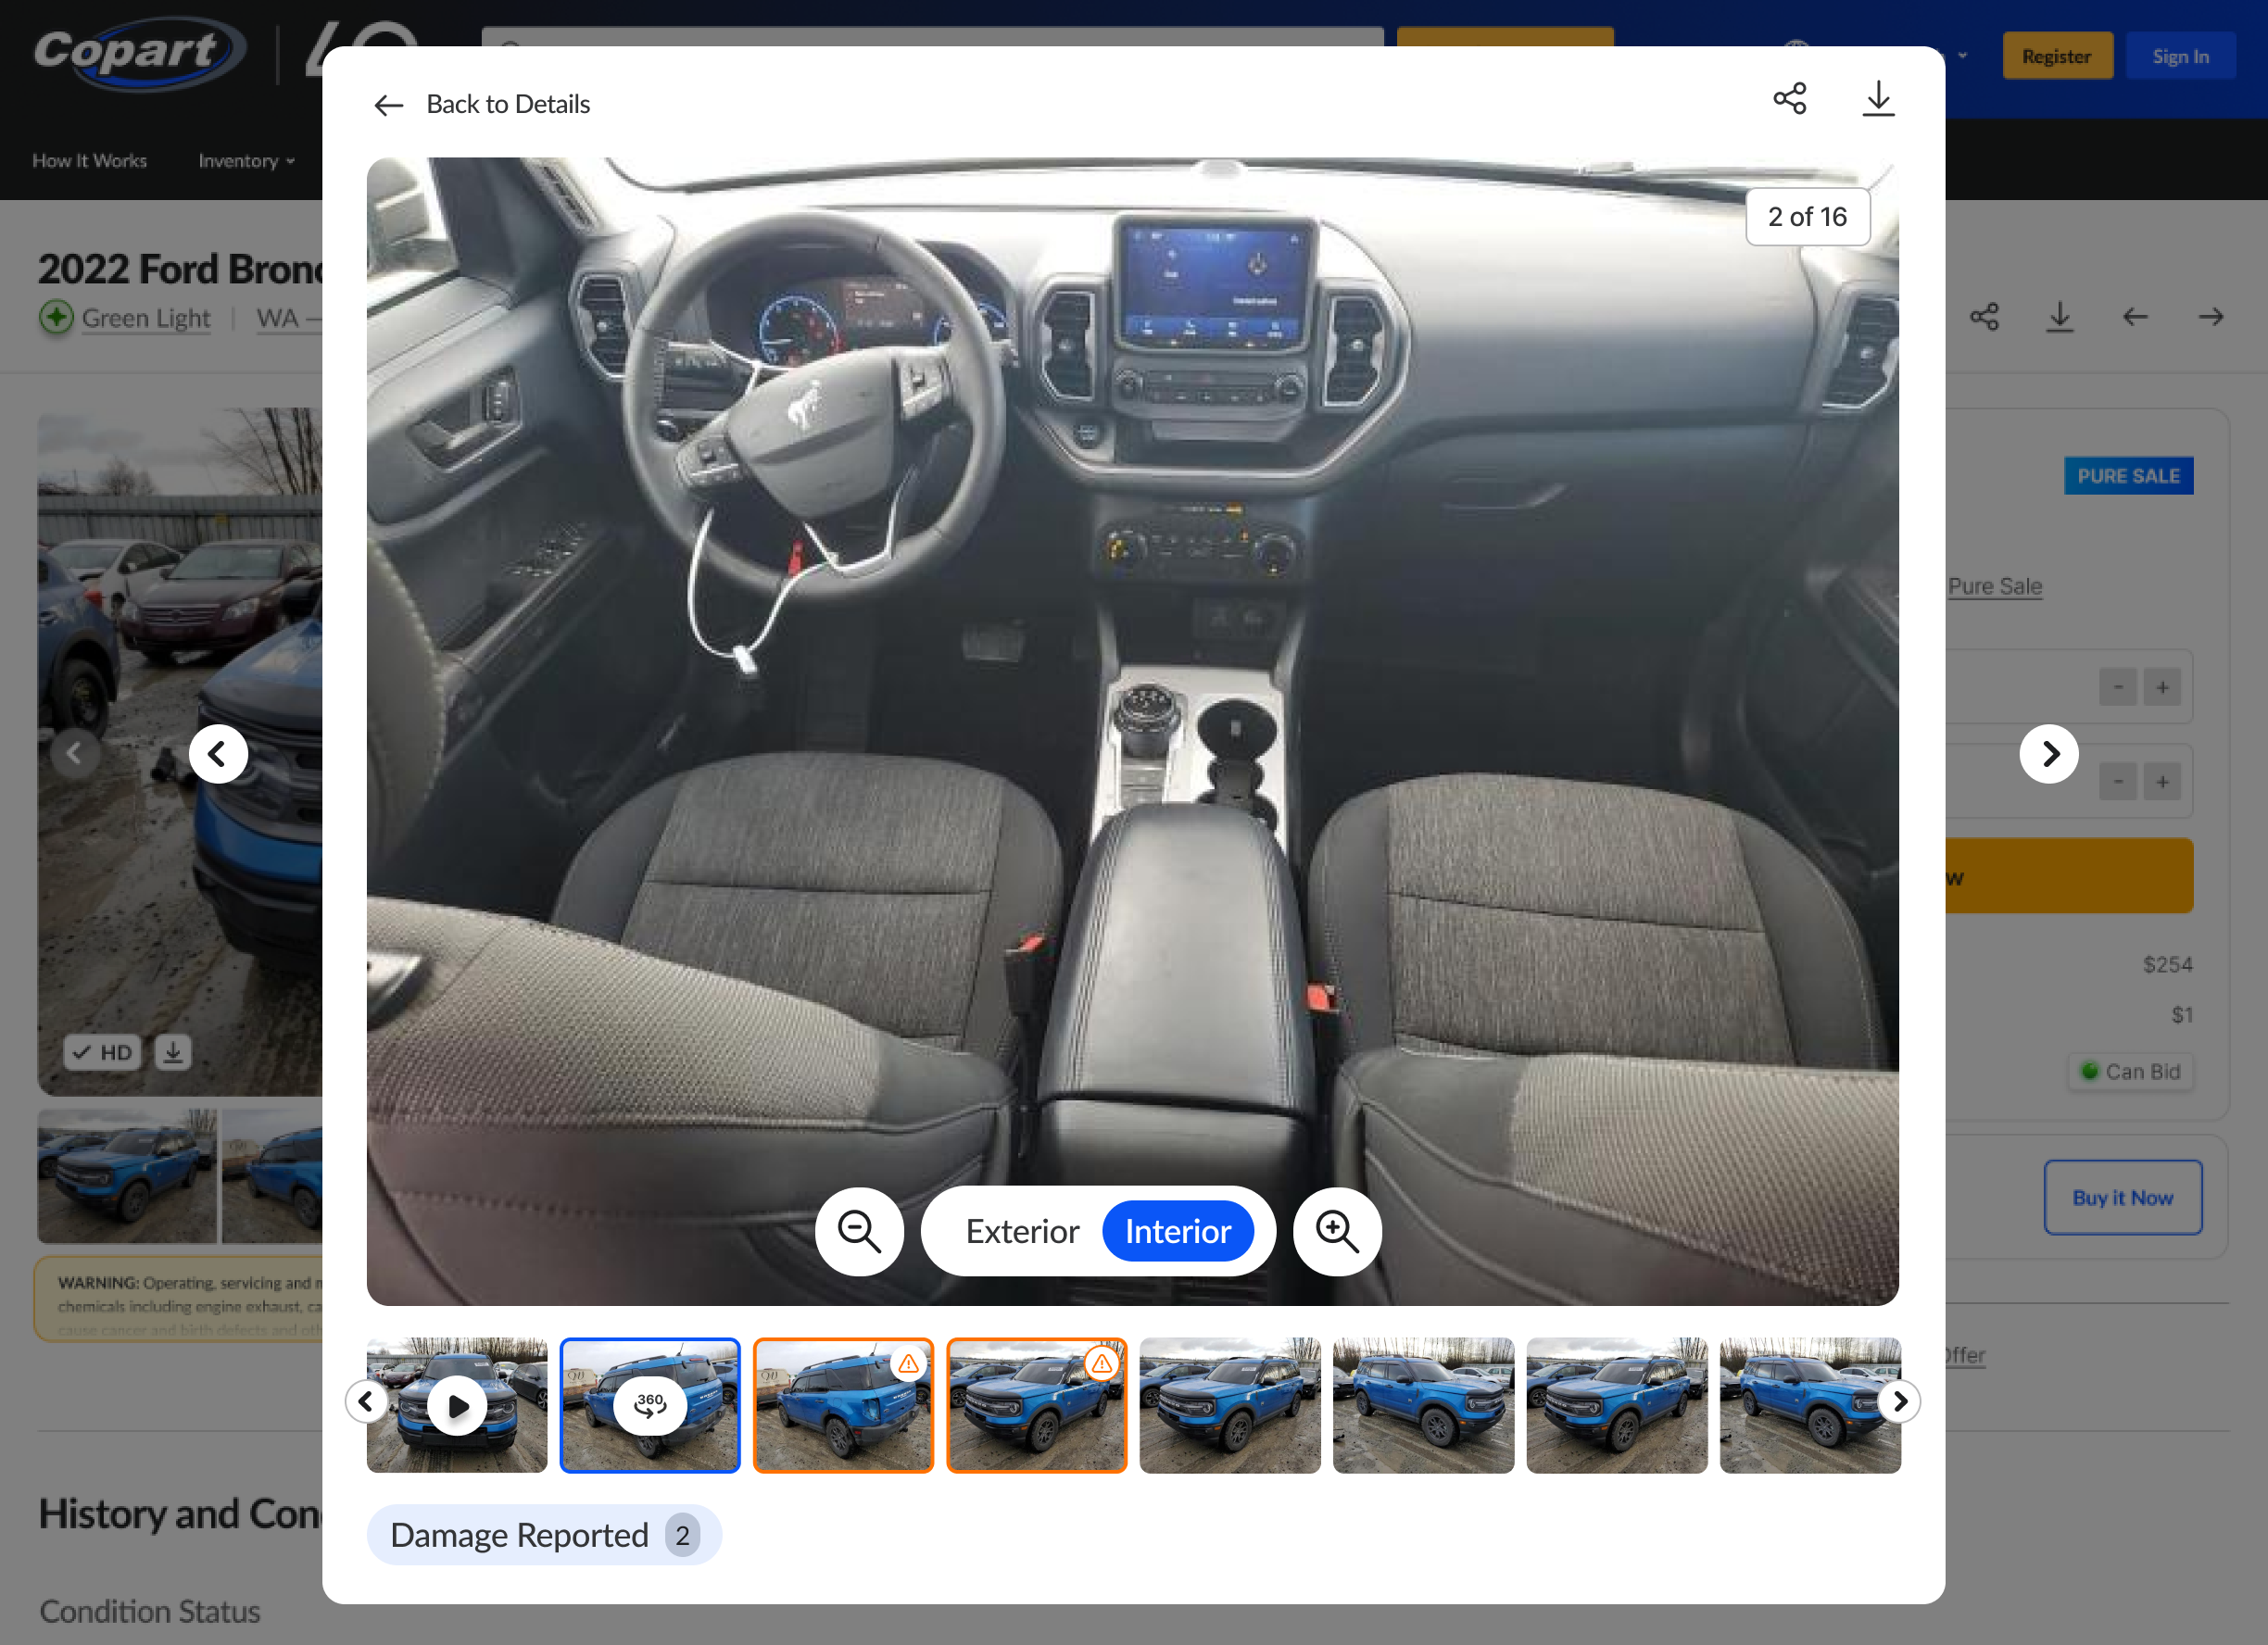 Copart
Register
Sign In
Back to Details
How It Works
Inventory
2 of 16
2022 Ford Bronc
Green Light
WA —
PURE SALE
Pure Sale
-
+
-
+
w
$254
$1
HD
Can Bid
Exterior
Interior
Buy it Now
WARNING: Operating, servicing and m
chemicals including engine exhaust, ca
cause cancer and birth defects and oth
Offer
360
Damage Reported 2
History and Con
Condition Status